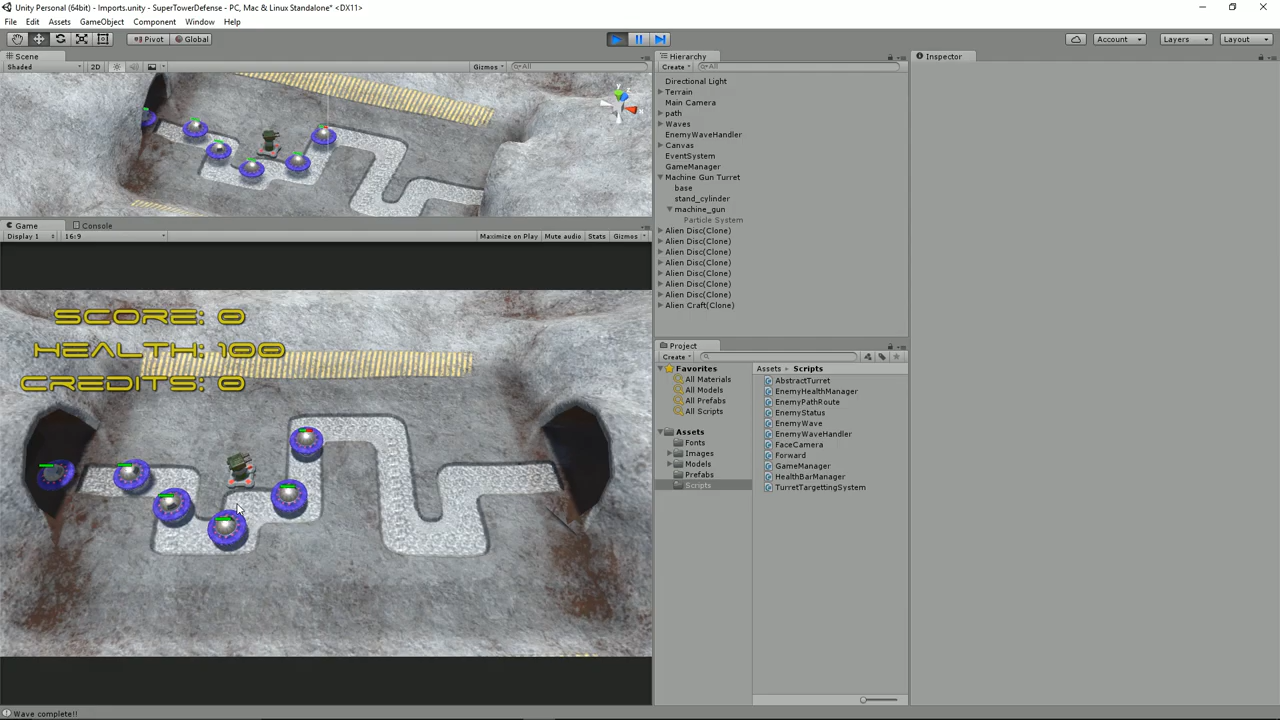 Unity Personal (64bit) - Imports.unity - SuperTowerDefense - PC, Mac & Linux Standalone* <DX11>
File Edit Assets GameObject Component Window Help
Pivot Global Account Layers Layout
Scene
Shaded 2D Gizmos All
Game Console
Display 1 16:9 Maximize on Play Mute audio Stats Gizmos
SCORE: 0
HEALTH: 100
CREDITS: 0
Wave complete!!
Hierarchy
Create All
Directional Light
Terrain
Main Camera
path
Waves
EnemyWaveHandler
Canvas
EventSystem
GameManager
Machine Gun Turret
base
stand_cylinder
machine_gun
Particle System
Alien Disc(Clone)
Alien Disc(Clone)
Alien Disc(Clone)
Alien Disc(Clone)
Alien Disc(Clone)
Alien Disc(Clone)
Alien Disc(Clone)
Alien Craft(Clone)
Project
Create
Favorites
All Materials
All Models
All Prefabs
All Scripts
Assets
Fonts
Images
Models
Prefabs
Scripts
Assets Scripts
AbstractTurret
EnemyHealthManager
EnemyPathRoute
EnemyStatus
EnemyWave
EnemyWaveHandler
FaceCamera
Forward
GameManager
HealthBarManager
TurretTargettingSystem
Inspector